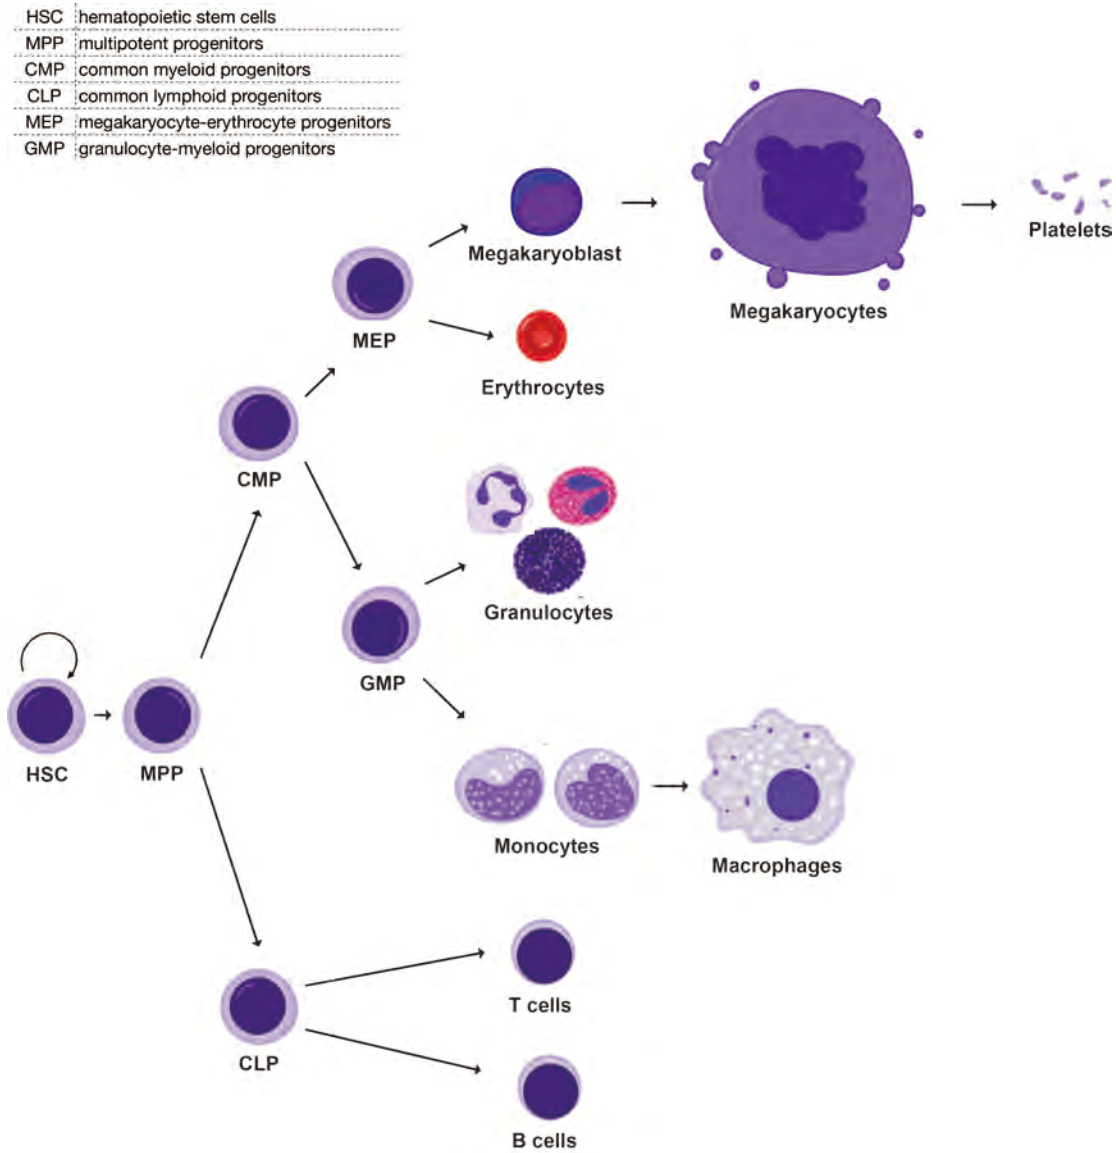 HSC hematopoietic stem cells
MPP multipotent progenitors
CMP common myeloid progenitors
CLP common lymphoid progenitors
MEP megakaryocyte-erythrocyte progenitors
GMP granulocyte-myeloid progenitors
Platelets
Megakaryoblast
Megakaryocytes
MEP
Erythrocytes
CMP
Granulocytes
GMP
HSC
MPP
Monocytes
Macrophages
T cells
CLP
B cells